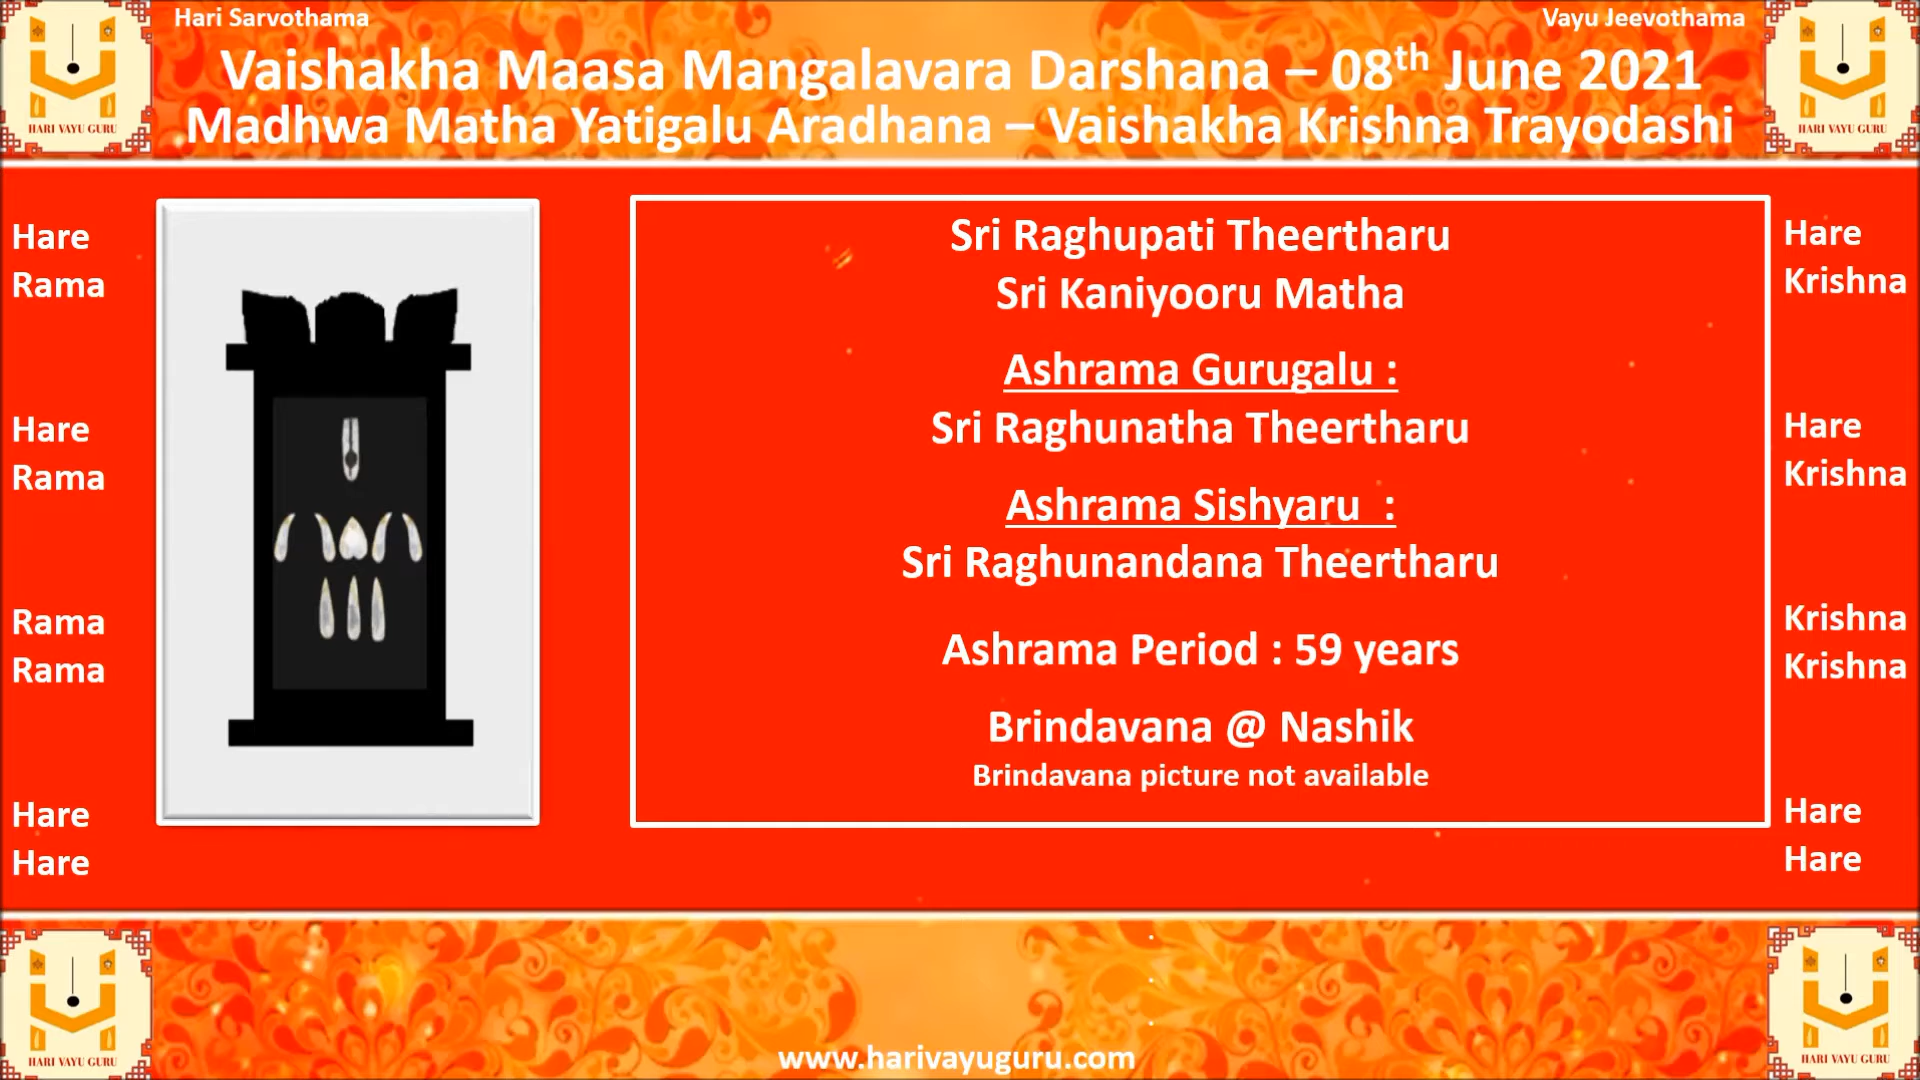 Hari Sarvothama
Vayu Jeevothama
Vaishakha Maasa Mangalavara Darshana – 08th June 2021
Madhwa Matha Yatigalu Aradhana – Vaishakha Krishna Trayodashi
HARI VAYU GURU
HARI VAYU GURU
Hare
Rama
Hare
Rama
Rama
Rama
Hare
Hare
Sri Raghupati Theertharu
Sri Kaniyooru Matha
Ashrama Gurugalu :
Sri Raghunatha Theertharu
Ashrama Sishyaru :
Sri Raghunandana Theertharu
Ashrama Period : 59 years
Brindavana @ Nashik
Brindavana picture not available
Hare
Krishna
Hare
Krishna
Krishna
Krishna
Hare
Hare
HARI VAYU GURU
www.harivayuguru.com
HARI VAYU GURU